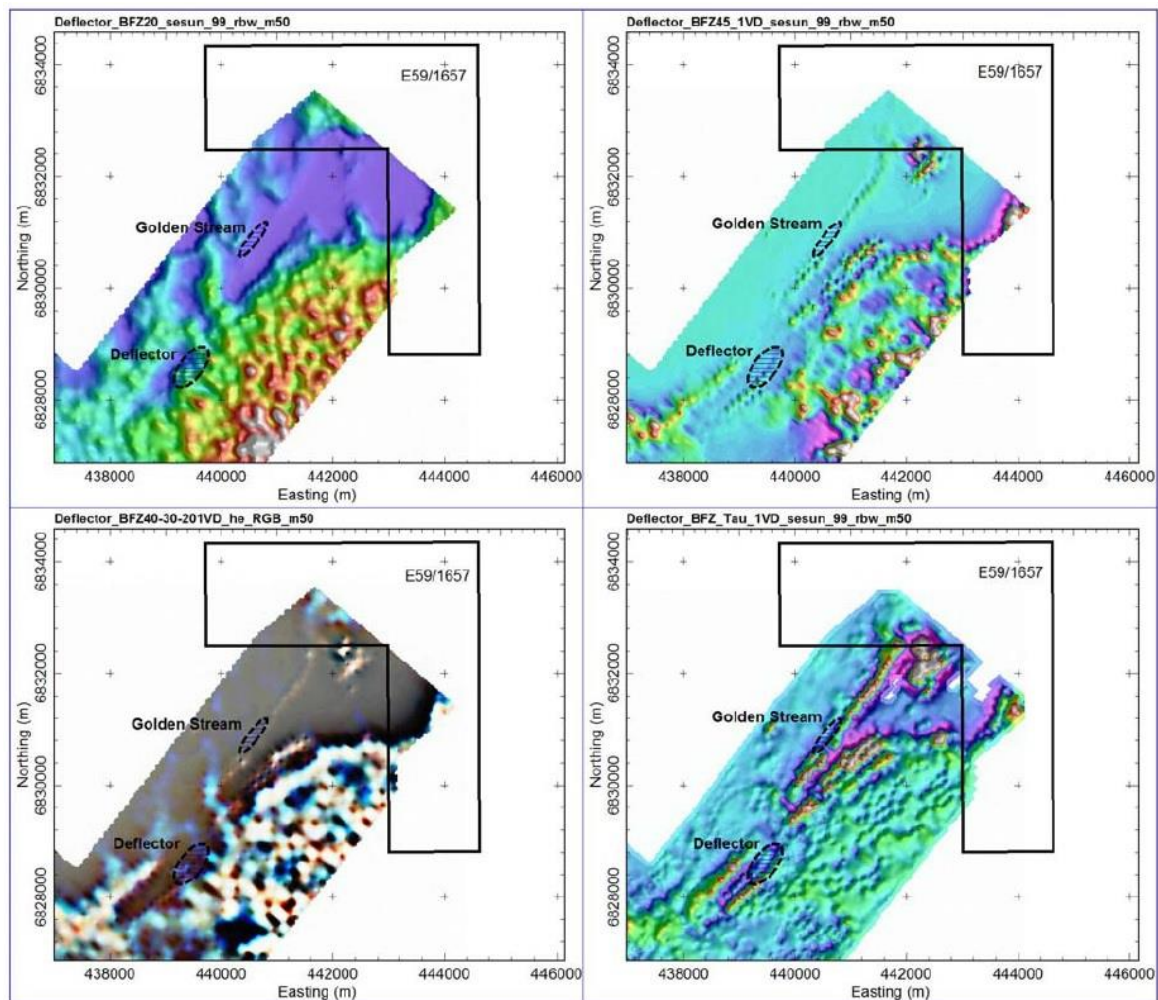 Deflector_BFZ20_sesun_99_rbw_m50
Northing (m)
6834000
6832000
6830000
6828000
E59/1657
Golden Stream
Deflector
438000 440000 442000 444000 446000
Easting (m)
Deflector_BFZ45_1VD_sesun_99_rbw_m50
Northing (m)
6834000
6832000
6830000
6828000
E59/1657
Golden Stream
Deflector
438000 440000 442000 444000 446000
Easting (m)
Deflector_BFZ40-30-201VD_he_RGB_m50
Northing (m)
6834000
6832000
6830000
6828000
E59/1657
Golden Stream
Deflector
438000 440000 442000 444000 446000
Easting (m)
Deflector_BFZ_Tau_1VD_sesun_99_rbw_m50
Northing (m)
6834000
6832000
6830000
6828000
E59/1657
Golden Stream
Deflector
438000 440000 442000 444000 446000
Easting (m)